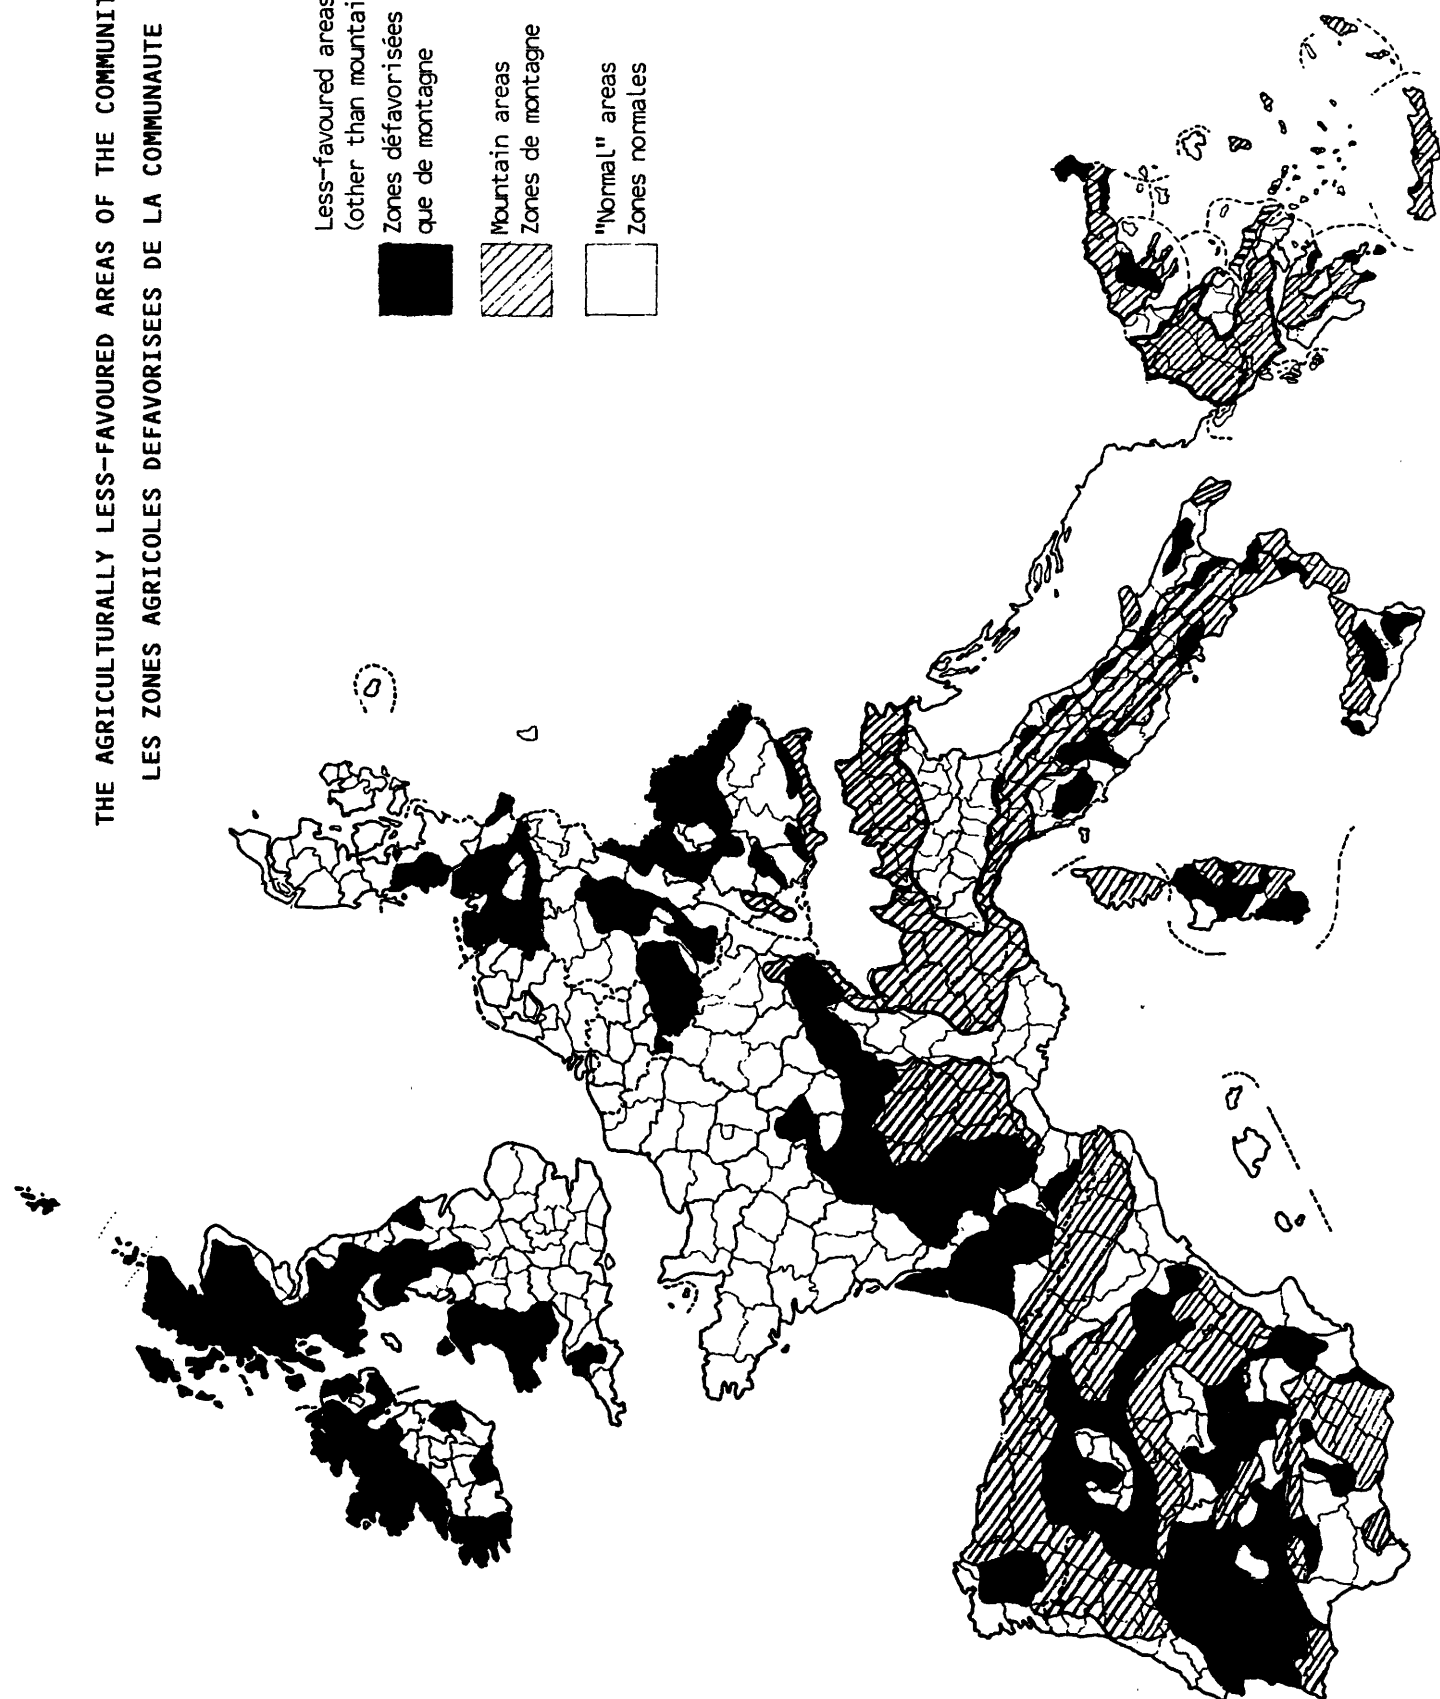 THE AGRICULTURALLY LESS-FAVOURED AREAS OF THE COMMUNIT
LES ZONES AGRICOLES DEFAVORISEES DE LA COMMUNAUTE
Less-favoured areas
(other than mountai
Zones défavorisées
que de montagne
Mountain areas
Zones de montagne
"Normal" areas
Zones normales